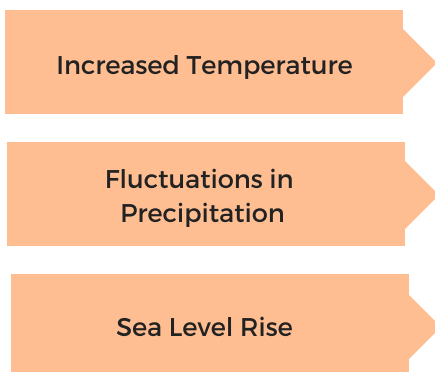 Increased Temperature
Fluctuations in
Precipitation
Sea Level Rise